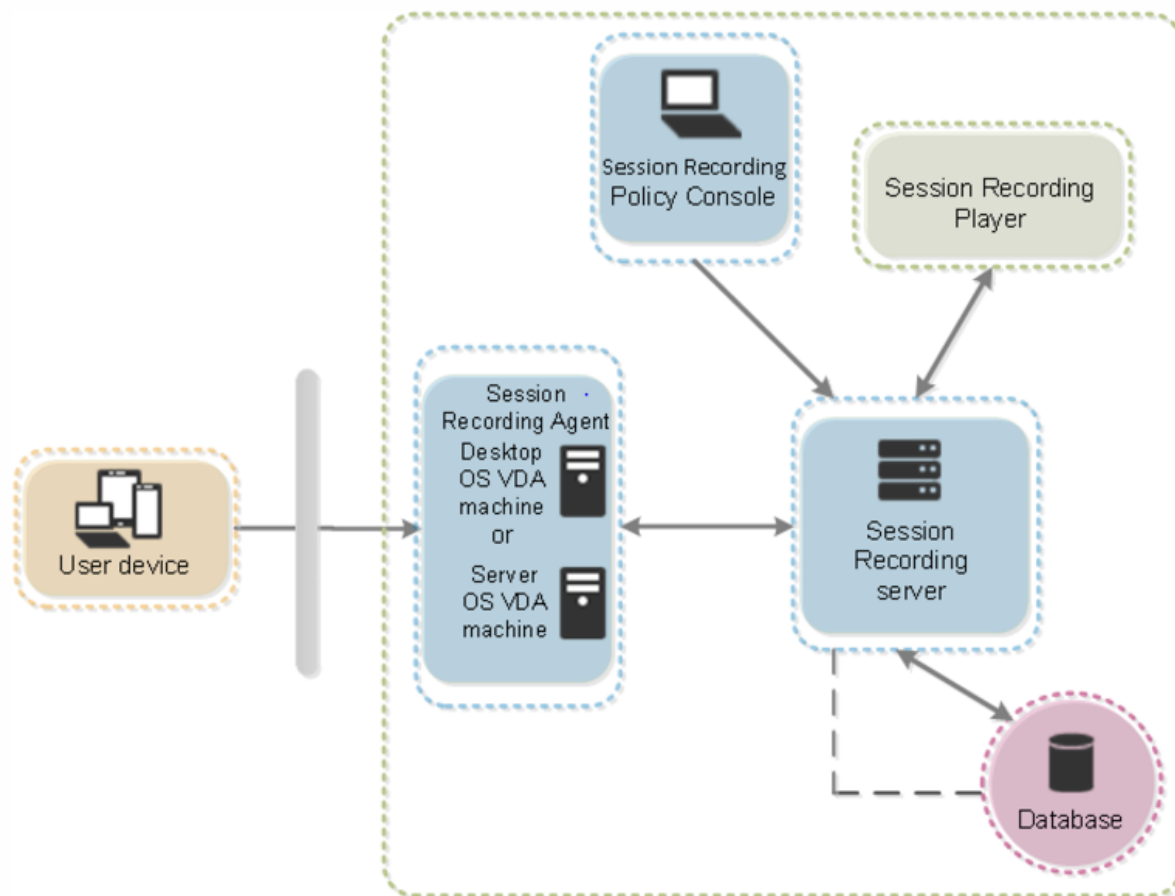 Session Recording
Policy Console
Session Recording
Player
Session
Recording Agent
Desktop
OS VDA
machine
or
Server
OS VDA
machine
User device
Session
Recording
server
Database